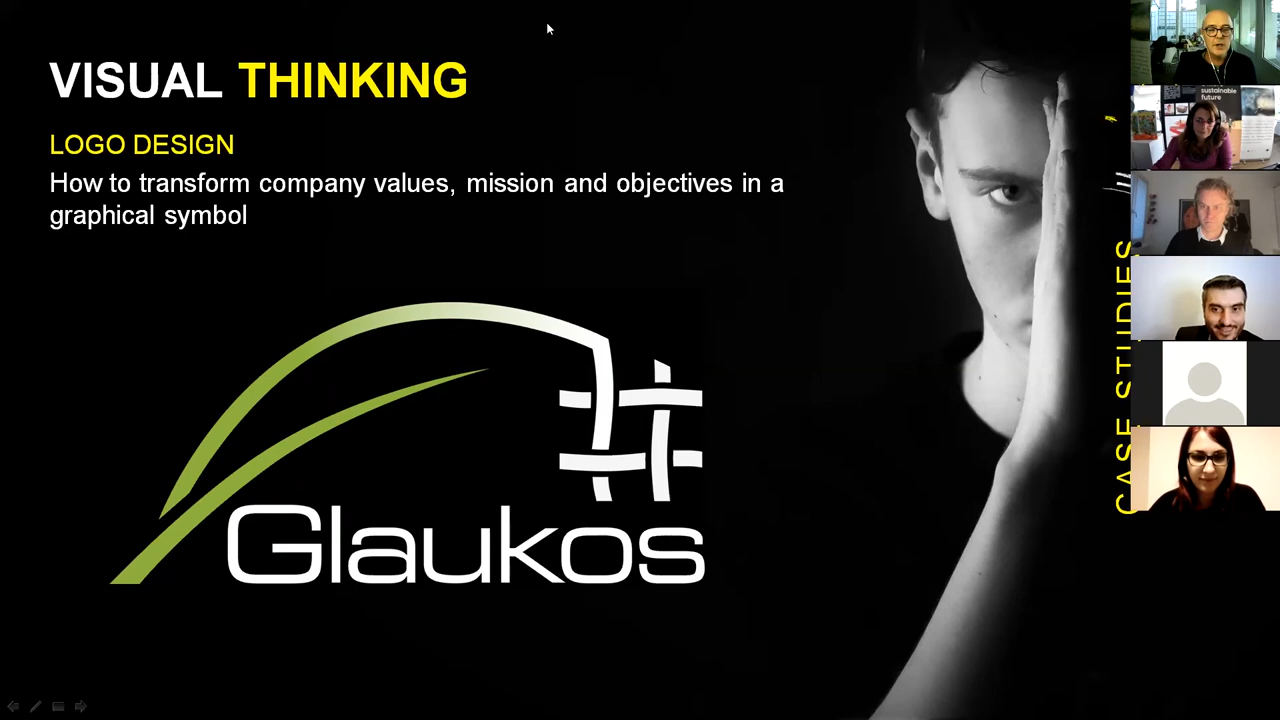 VISUAL THINKING
LOGO DESIGN
How to transform company values, mission and objectives in a
graphical symbol
Glaukos
CASE STUDIES
sustainable
future